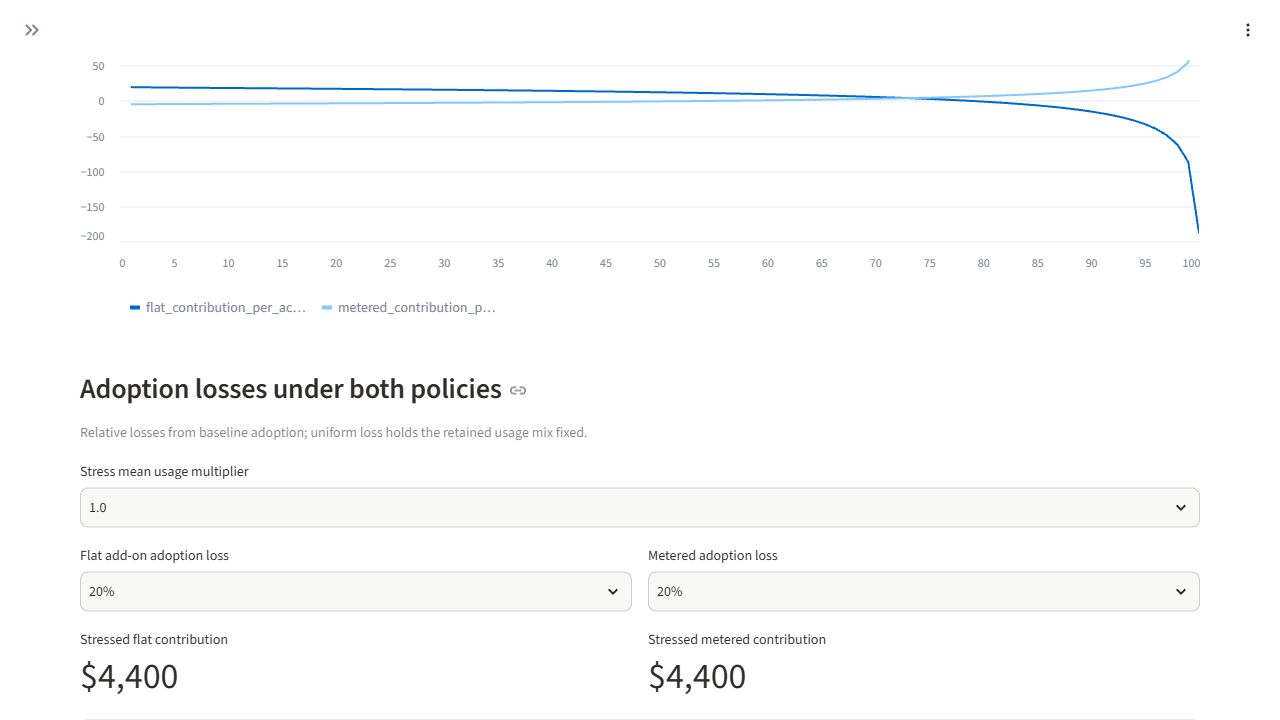 50
0
−50
−100
−150
−200
0 5 10 15 20 25 30 35 40 45 50 55 60 65 70 75 80 85 90 95 100
flat_contribution_per_ac… metered_contribution_p…
Adoption losses under both policies
Relative losses from baseline adoption; uniform loss holds the retained usage mix fixed.
Stress mean usage multiplier
1.0
Flat add-on adoption loss Metered adoption loss
20% 20%
Stressed flat contribution Stressed metered contribution
$4,400 $4,400